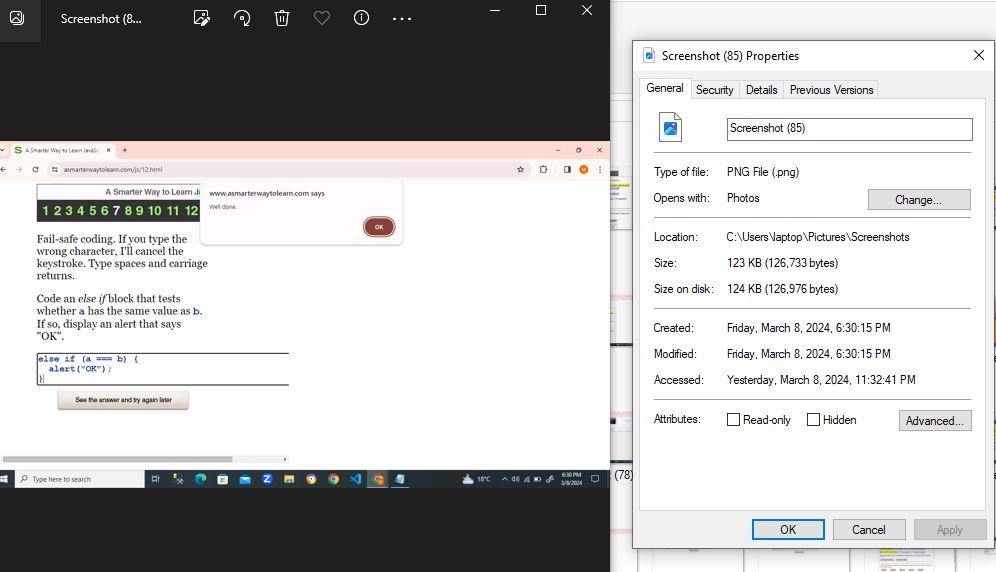 Screenshot (8...
A Smarter Way to Learn JavaSc
asmarterwaytolearn.com/js/12.html
A Smarter Way to Learn Ja
1 2 3 4 5 6 7 8 9 10 11 12
www.asmarterwaytolearn.com says
Well done.
OK
Fail-safe coding. If you type the
wrong character, I'll cancel the
keystroke. Type spaces and carriage
returns.
Code an else if block that tests
whether a has the same value as b.
If so, display an alert that says
"OK".
else if (a === b) {
alert("OK");
}
See the answer and try again later
Type here to search
18°C
6:30 PM
3/8/2024
(78)
Screenshot (85) Properties
General
Security
Details
Previous Versions
Screenshot (85)
Type of file: PNG File (.png)
Opens with: Photos
Change...
Location: C:\Users\laptop\Pictures\Screenshots
Size: 123 KB (126,733 bytes)
Size on disk: 124 KB (126,976 bytes)
Created: Friday, March 8, 2024, 6:30:15 PM
Modified: Friday, March 8, 2024, 6:30:15 PM
Accessed: Yesterday, March 8, 2024, 11:32:41 PM
Attributes: Read-only Hidden Advanced...
OK Cancel Apply